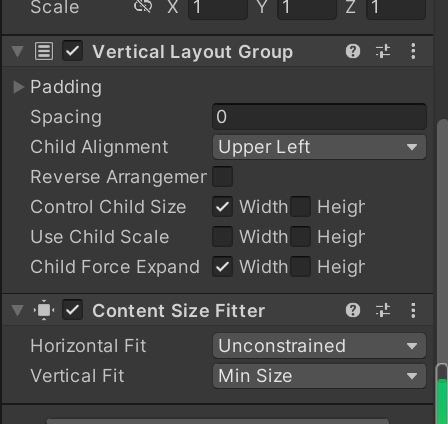 Scale X 1 Y 1 Z 1
Vertical Layout Group
Padding
Spacing 0
Child Alignment Upper Left
Reverse Arrangemer
Control Child Size Width Heigh
Use Child Scale Width Heigh
Child Force Expand Width Heigh
Content Size Fitter
Horizontal Fit Unconstrained
Vertical Fit Min Size